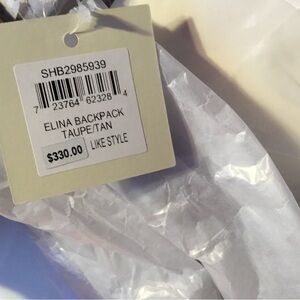 SHB2985939
7 23764 62328 4
ELINA BACKPACK
TAUPE/TAN
$330.00 LIKE STYLE